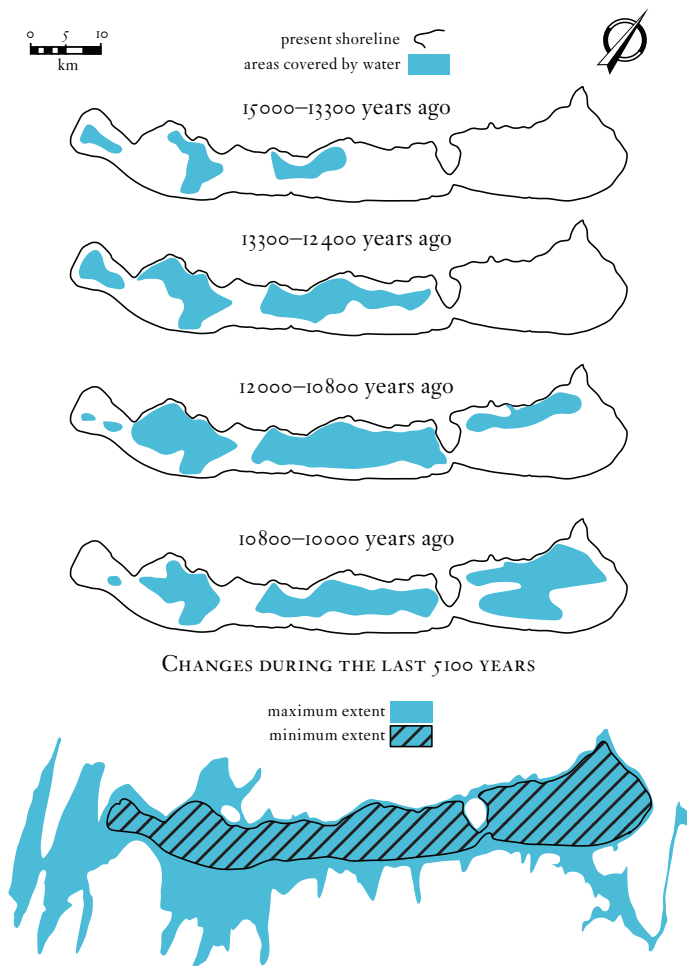 0 5 10
km
present shoreline
areas covered by water
15000–13300 years ago
13300–12400 years ago
12000–10800 years ago
10800–10000 years ago
Changes during the last 5100 years
maximum extent
minimum extent